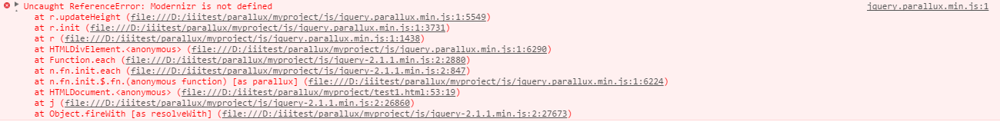 Uncaught ReferenceError: Modernizr is not defined jquery.parallux.min.js:1
at r.updateHeight (file:///D:/iiitest/parallux/myproject/js/jquery.parallux.min.js:1:5549)
at r.init (file:///D:/iiitest/parallux/myproject/js/jquery.parallux.min.js:1:3731)
at r (file:///D:/iiitest/parallux/myproject/js/jquery.parallux.min.js:1:1438)
at HTMLDivElement.<anonymous> (file:///D:/iiitest/parallux/myproject/js/jquery.parallux.min.js:1:6290)
at Function.each (file:///D:/iiitest/parallux/myproject/js/jquery-2.1.1.min.js:2:2880)
at n.fn.init.each (file:///D:/iiitest/parallux/myproject/js/jquery-2.1.1.min.js:2:847)
at n.fn.init.$.fn.(anonymous function) [as parallux] (file:///D:/iiitest/parallux/myproject/js/jquery.parallux.min.js:1:6224)
at HTMLDocument.<anonymous> (file:///D:/iiitest/parallux/myproject/test1.html:53:19)
at j (file:///D:/iiitest/parallux/myproject/js/jquery-2.1.1.min.js:2:26860)
at Object.fireWith [as resolveWith] (file:///D:/iiitest/parallux/myproject/js/jquery-2.1.1.min.js:2:27673)